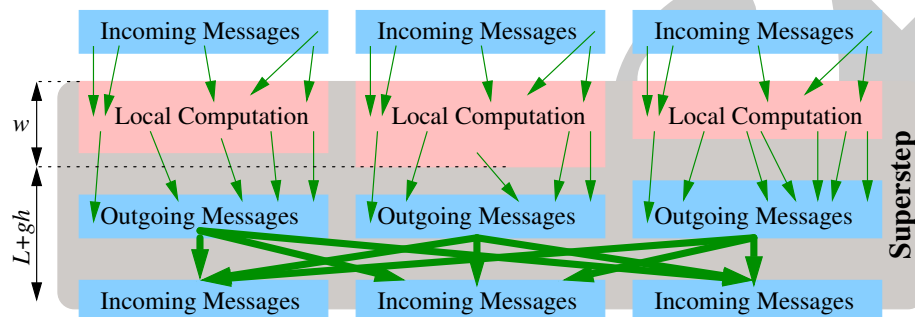 Incoming Messages Incoming Messages Incoming Messages
w Local Computation Local Computation Local Computation
L+gh Outgoing Messages Outgoing Messages Outgoing Messages
Superstep
Incoming Messages Incoming Messages Incoming Messages